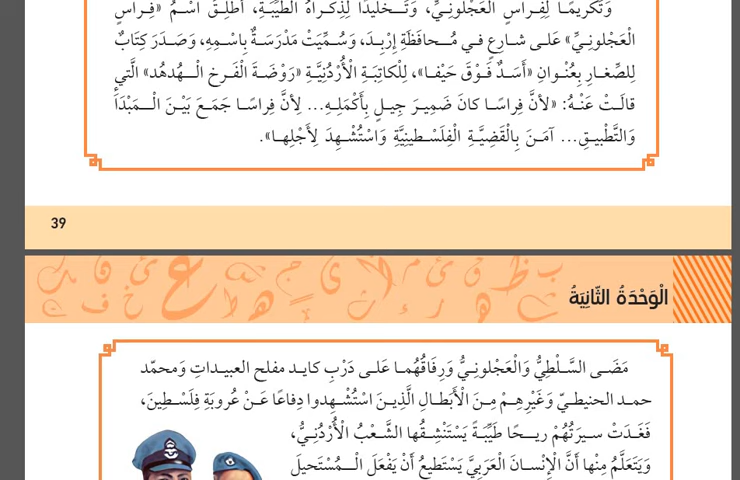 وَتَكْرِيمًا لِفِراسٍ الْعَجْلونِيِّ، وَتَخْليدًا لِذِكْراهُ الطَّيِّبَةِ، أُطْلِقَ اسْمُ «فِراسٍ
الْعَجْلونِيِّ» عَلى شارِعٍ في مُحافَظَةِ إِرْبِدَ، وَسُمِّيَتْ مَدْرَسَةٌ بِاسْمِهِ، وَصَدَرَ كِتابٌ
لِلصِّغارِ بِعُنْوانِ «أَسَدٌ فَوْقَ حَيْفا»، لِلْكاتِبَةِ الْأُرْدُنِيَّةِ «رَوْضَةَ الْفَرْخِ الْهُدهُد» الَّتي
قالَتْ عَنْهُ: «لأنَّ فِراسًا كانَ ضَميرَ جيلٍ بِأَكْمَلِهِ... لِأنَّ فِراسًا جَمَعَ بَيْنَ الْمَبْدَأِ
وَالتَّطْبيقِ... آمَنَ بِالْقَضِيَّةِ الْفِلَسْطينِيَّةِ وَاسْتُشْهِدَ لِأَجْلِها».
39
الْوَحْدَةُ الثّانِيَةُ
مَضَى السَّلْطِيُّ وَالْعَجْلونِيُّ وَرِفَاقُهُما عَلى دَرْبِ كايد مفلح العبيداتِ وَمحمّد
حمد الحنيطيّ وَغَيْرِهِمْ مِنَ الْأَبْطالِ الَّذينَ اسْتُشْهِدوا دِفاعًا عَنْ عُروبَةِ فِلَسْطينَ،
فَغَدَتْ سيرَتُهُمْ ريحًا طَيِّبَةً يَسْتَنْشِقُها الشَّعْبُ الْأُرْدُنِيُّ،
وَيَتَعَلَّمُ مِنْها أَنَّ الْإِنْسانَ الْعَرَبِيَّ يَسْتَطيعُ أَنْ يَفْعَلَ الْمُسْتَحيلَ